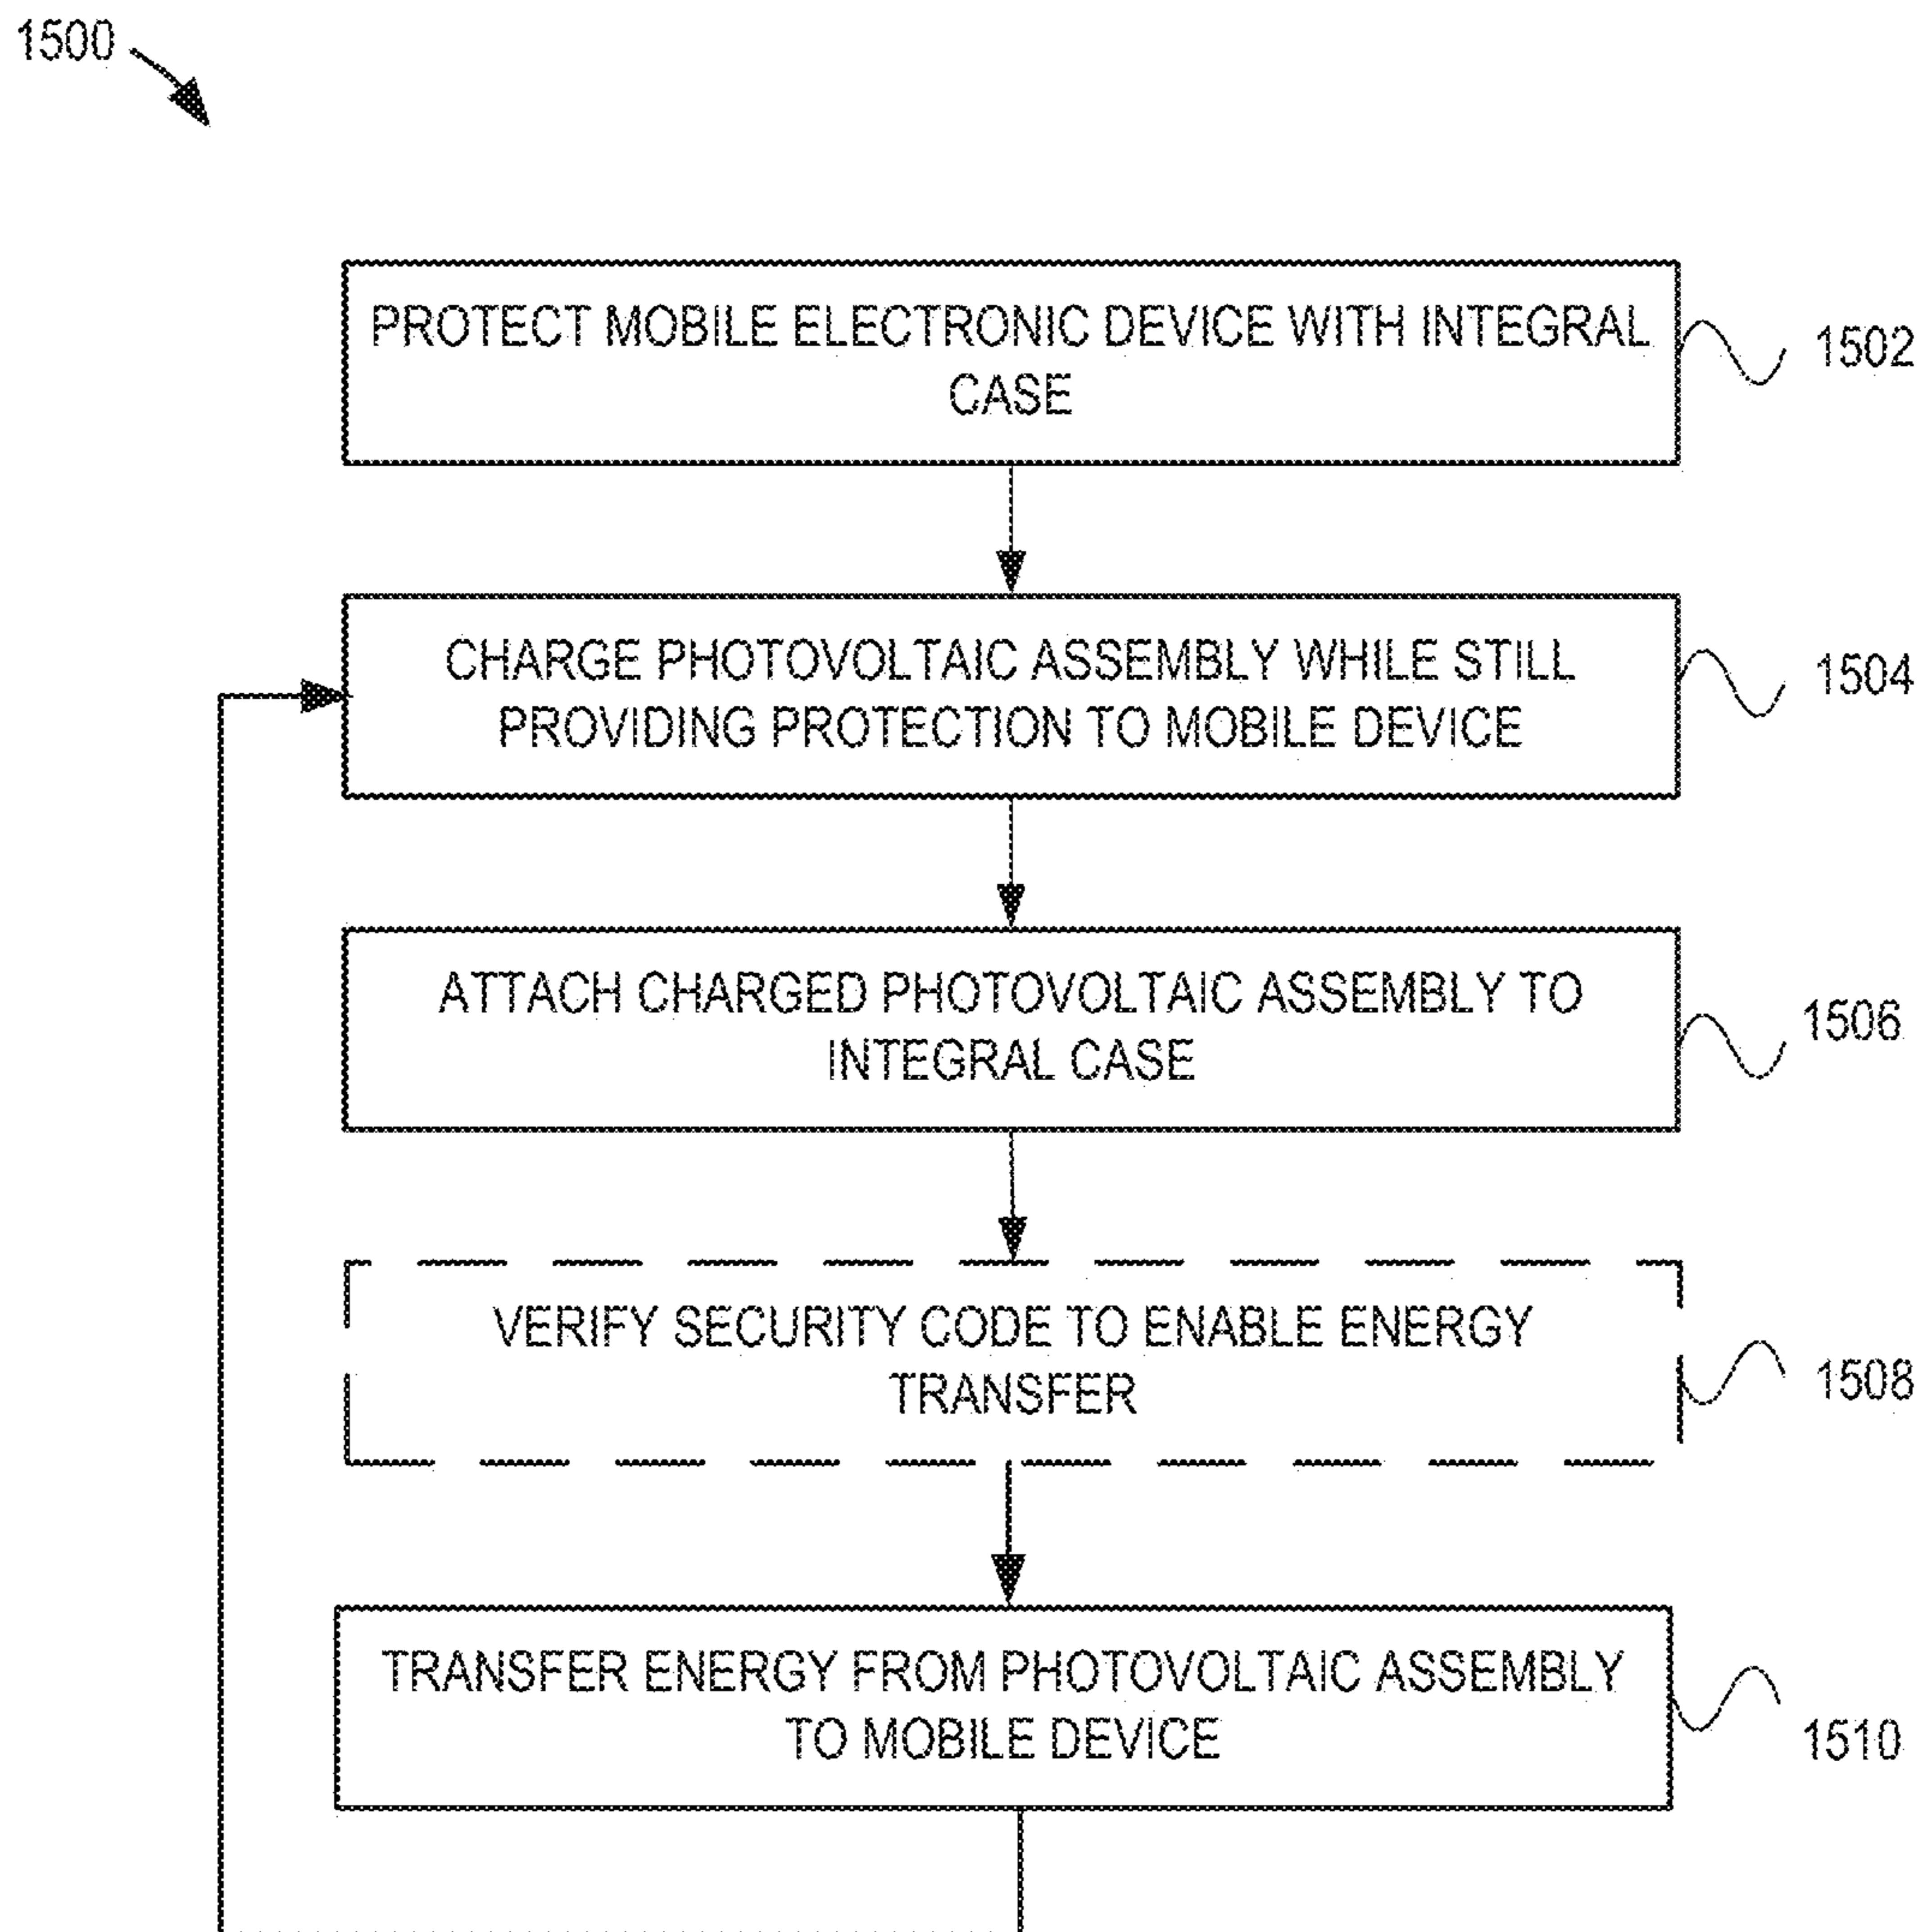 1500
PROTECT MOBILE ELECTRONIC DEVICE WITH INTEGRAL
CASE
1502
CHARGE PHOTOVOLTAIC ASSEMBLY WHILE STILL
PROVIDING PROTECTION TO MOBILE DEVICE
1504
ATTACH CHARGED PHOTOVOLTAIC ASSEMBLY TO
INTEGRAL CASE
1506
VERIFY SECURITY CODE TO ENABLE ENERGY
TRANSFER
1508
TRANSFER ENERGY FROM PHOTOVOLTAIC ASSEMBLY
TO MOBILE DEVICE
1510